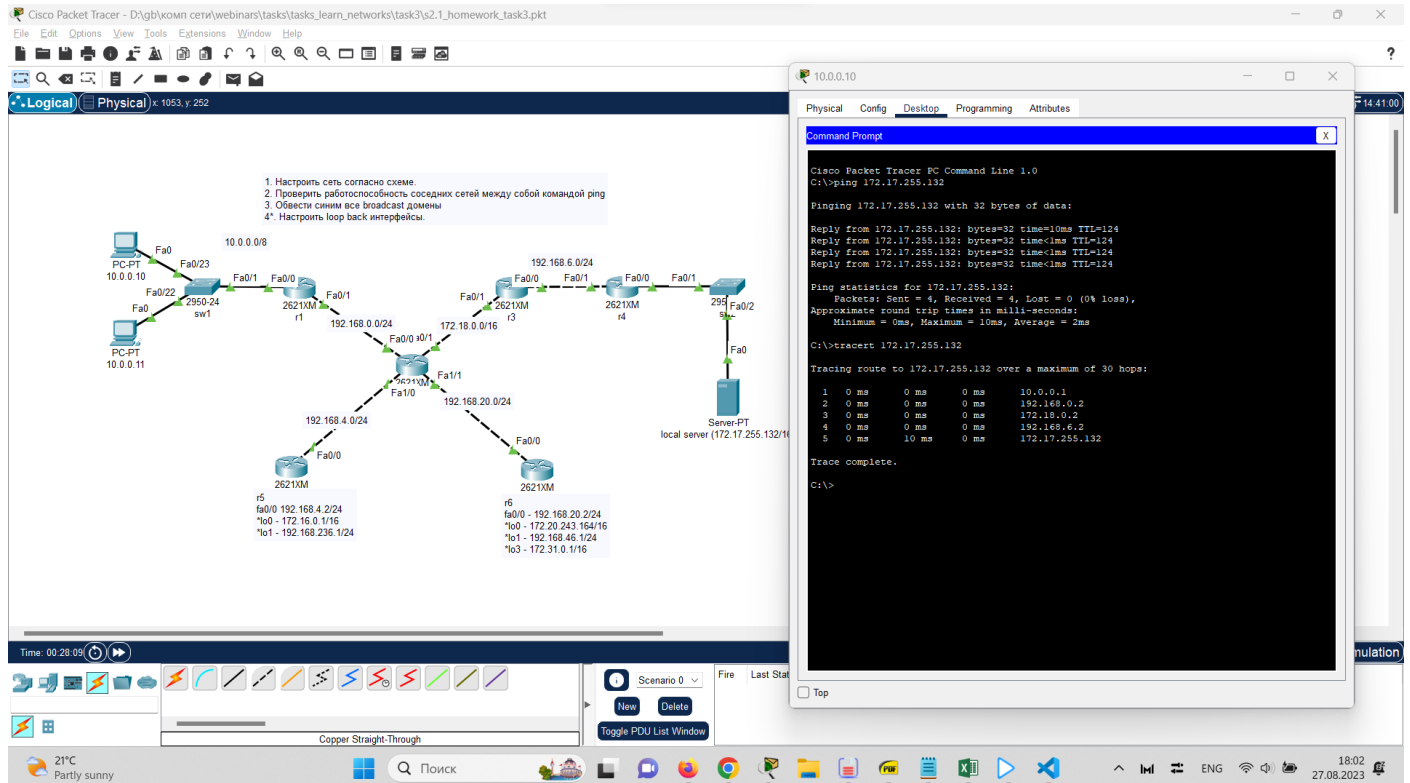 Cisco Packet Tracer - D:\gb\комп сети\webinars\tasks\tasks_learn_networks\task3\s2.1_homework_task3.pkt
File Edit Options View Tools Extensions Window Help
?
Logical Physical x: 1053, y: 252
14:41:00
1. Настроить сеть согласно схеме.
2. Проверить работоспособность соседних сетей между собой командой ping
3. Обвести синим все broadcast домены
4*. Настроить loop back интерфейсы.
10.0.0.0/8
Fa0
PC-PT
10.0.0.10
Fa0/23
Fa0/1
Fa0/0
Fa0/22
2950-24
sw1
Fa0
PC-PT
10.0.0.11
2621XM
r1
Fa0/1
192.168.0.0/24
192.168.6.0/24
Fa0/0
Fa0/1
Fa0/0
Fa0/1
Fa0/1
2621XM
r3
2621XM
r4
Fa0/2
172.18.0.0/16
Fa0/0
2621XM
Fa1/1
Fa1/0
192.168.20.0/24
192.168.4.0/24
Fa0
Server-PT
local server (172.17.255.132/16
Fa0/0
Fa0/0
2621XM
2621XM
r5
fa0/0 192.168.4.2/24
*lo0 - 172.16.0.1/16
*lo1 - 192.168.236.1/24
r6
fa0/0 - 192.168.20.2/24
*lo0 - 172.20.243.164/16
*lo1 - 192.168.46.1/24
*lo3 - 172.31.0.1/16
10.0.0.10
Physical Config Desktop Programming Attributes
Command Prompt X
Cisco Packet Tracer PC Command Line 1.0
C:\>ping 172.17.255.132
Pinging 172.17.255.132 with 32 bytes of data:
Reply from 172.17.255.132: bytes=32 time=10ms TTL=124
Reply from 172.17.255.132: bytes=32 time<1ms TTL=124
Reply from 172.17.255.132: bytes=32 time<1ms TTL=124
Reply from 172.17.255.132: bytes=32 time<1ms TTL=124
Ping statistics for 172.17.255.132:
Packets: Sent = 4, Received = 4, Lost = 0 (0% loss),
Approximate round trip times in milli-seconds:
Minimum = 0ms, Maximum = 10ms, Average = 2ms
C:\>tracert 172.17.255.132
Tracing route to 172.17.255.132 over a maximum of 30 hops:
1 0 ms 0 ms 0 ms 10.0.0.1
2 0 ms 0 ms 0 ms 192.168.0.2
3 0 ms 0 ms 0 ms 172.18.0.2
4 0 ms 0 ms 0 ms 192.168.6.2
5 0 ms 10 ms 0 ms 172.17.255.132
Trace complete.
C:\>
Top
Time: 00:28:09
Scenario 0
Fire Last Stat
New Delete
Toggle PDU List Window
Copper Straight-Through
21°C
Partly sunny
Поиск
ENG
18:02
27.08.2023